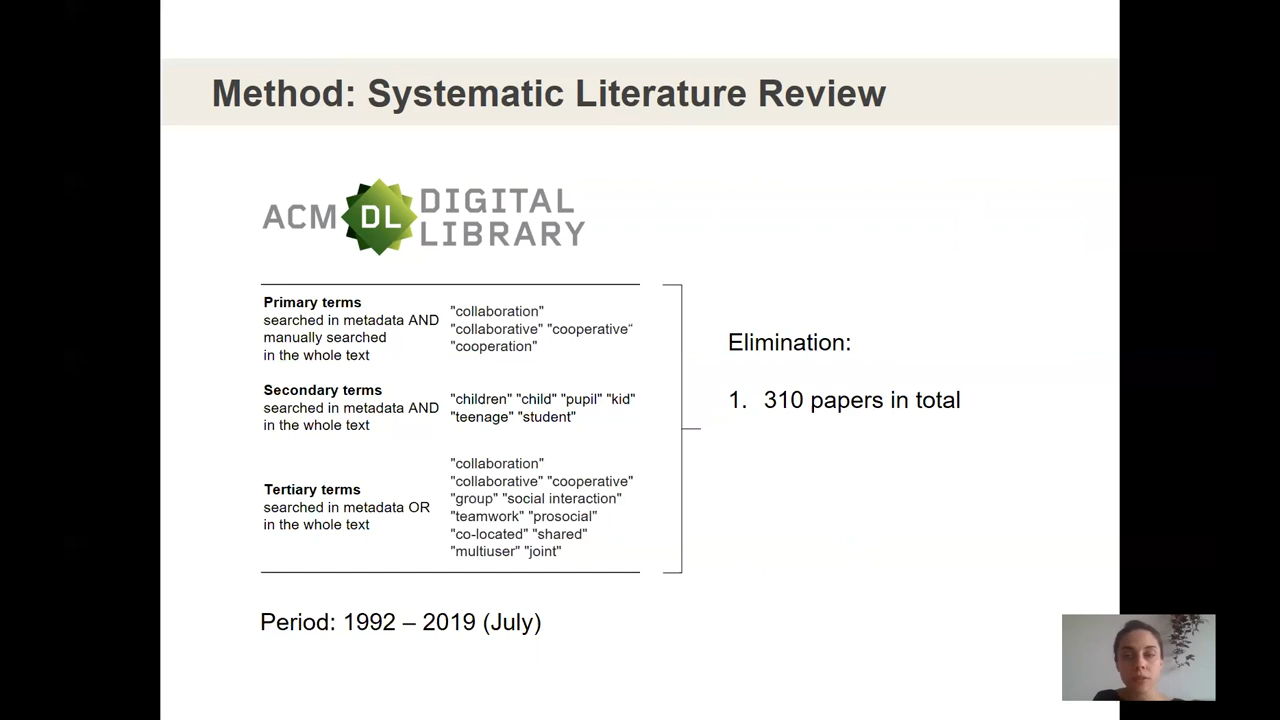 Method: Systematic Literature Review
ACM DL DIGITAL
LIBRARY
Primary terms
searched in metadata AND
manually searched
in the whole text
"collaboration"
"collaborative" "cooperative“
"cooperation"
Secondary terms
searched in metadata AND
in the whole text
"children" "child" "pupil" "kid"
"teenage" "student"
Tertiary terms
searched in metadata OR
in the whole text
"collaboration"
"collaborative" "cooperative"
"group" "social interaction"
"teamwork" "prosocial"
"co-located" "shared"
"multiuser" "joint"
Elimination:
1. 310 papers in total
Period: 1992 – 2019 (July)